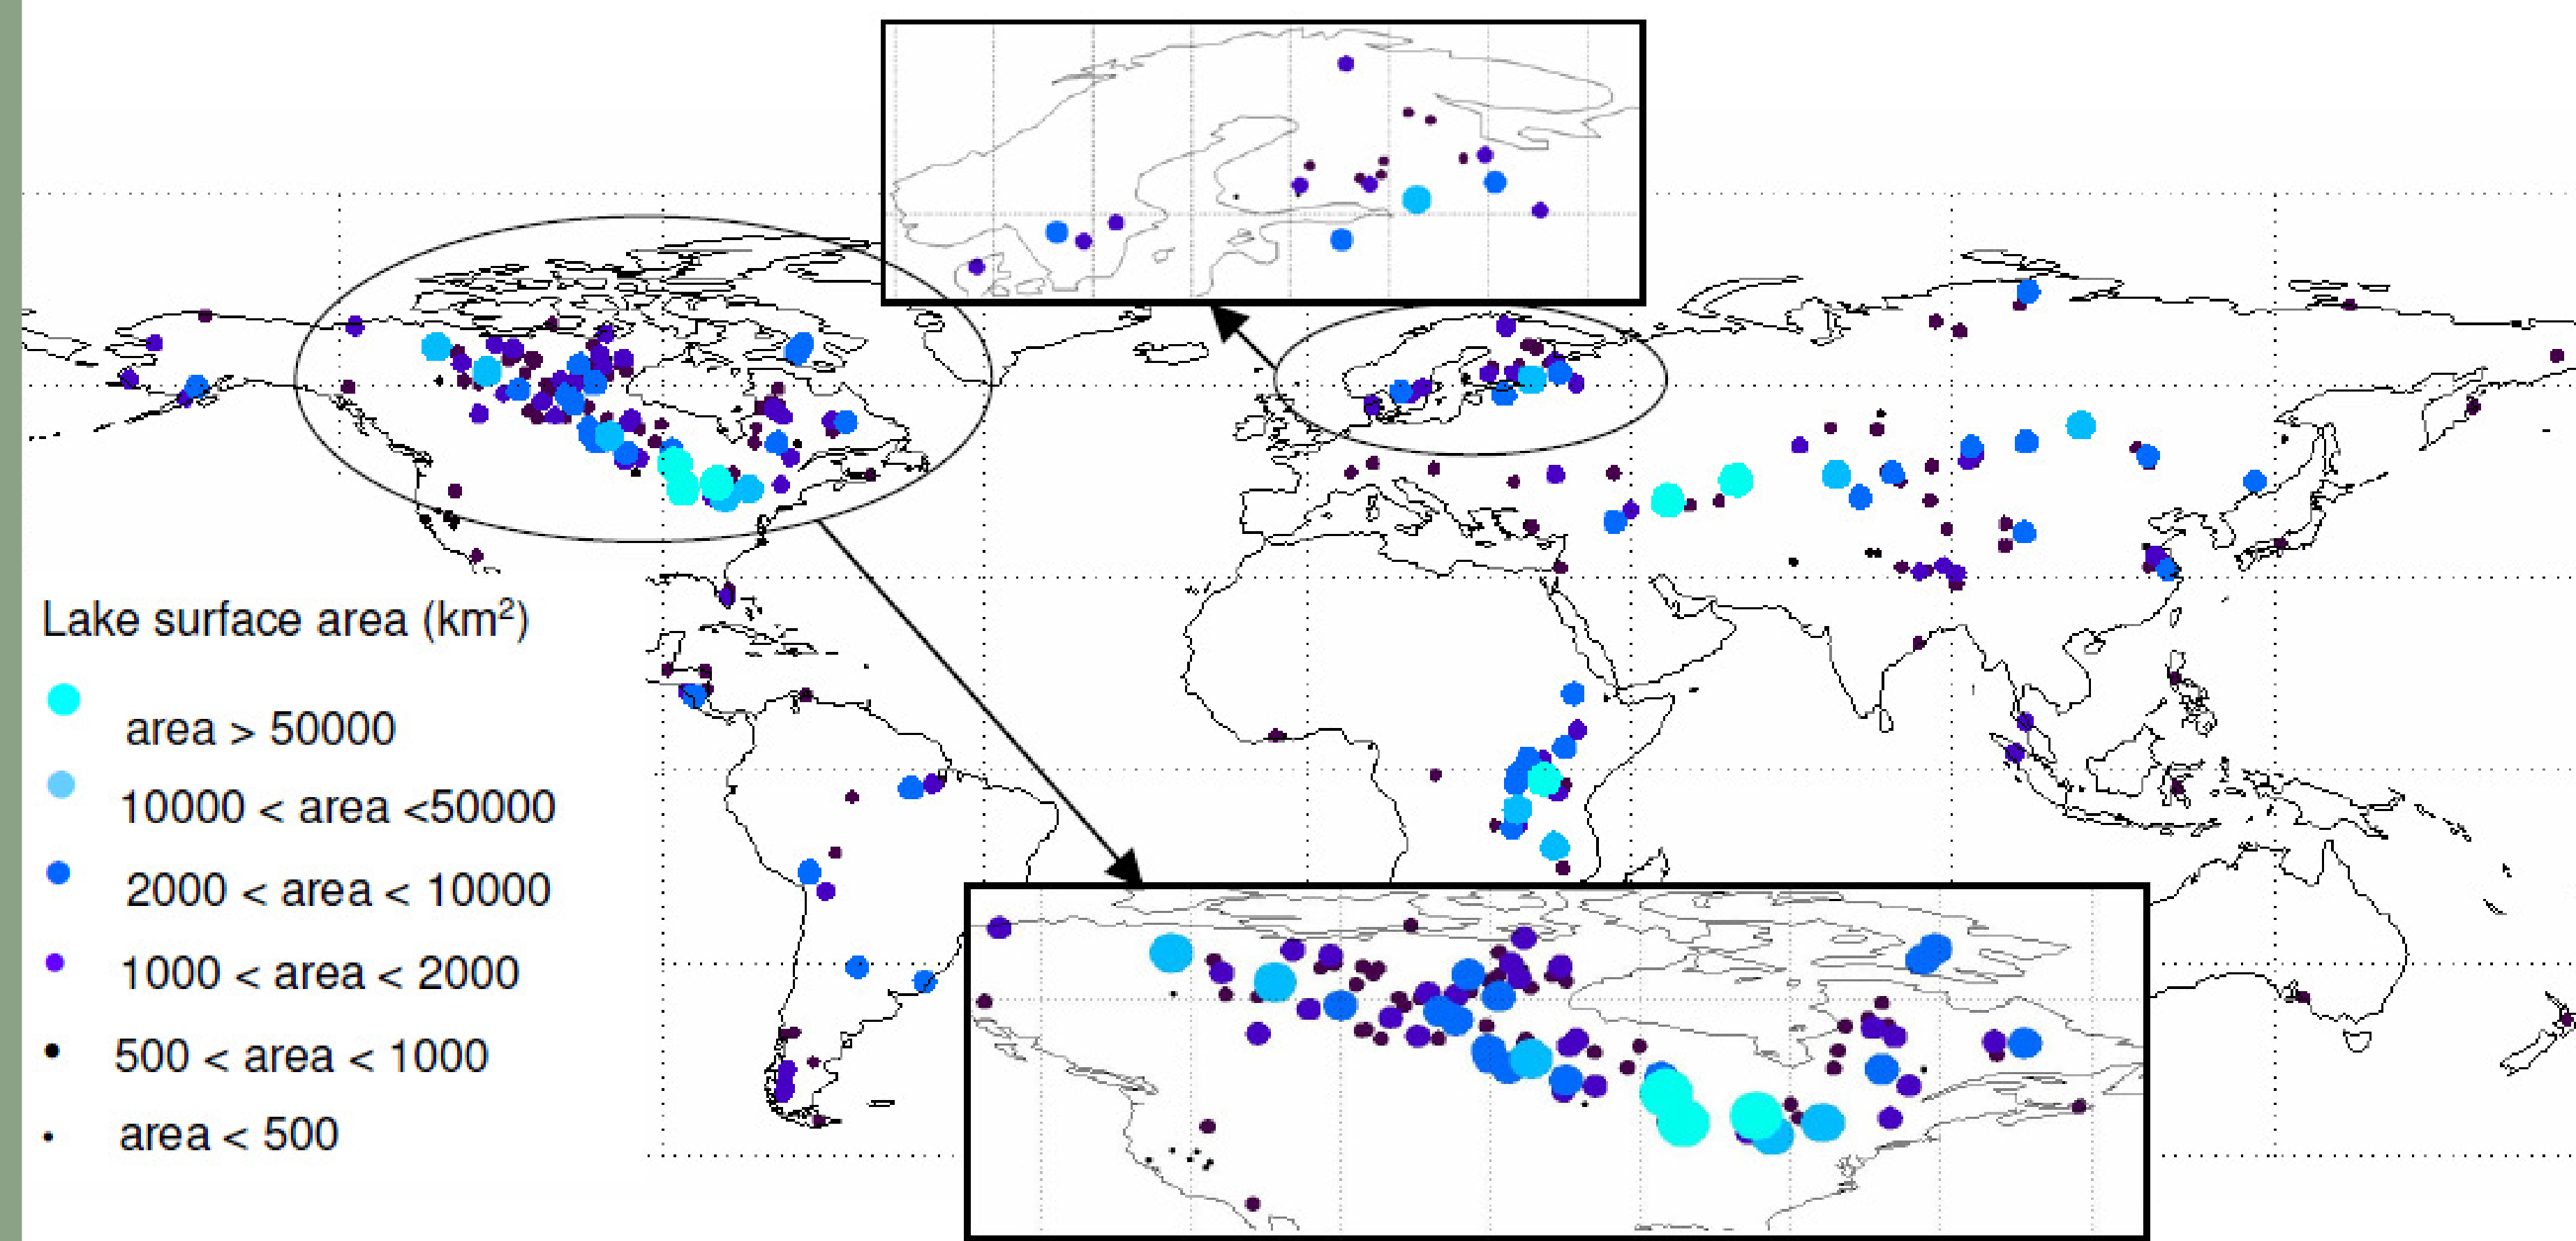 Lake surface area (km²)
area > 50000
10000 < area <50000
2000 < area < 10000
1000 < area < 2000
500 < area < 1000
area < 500